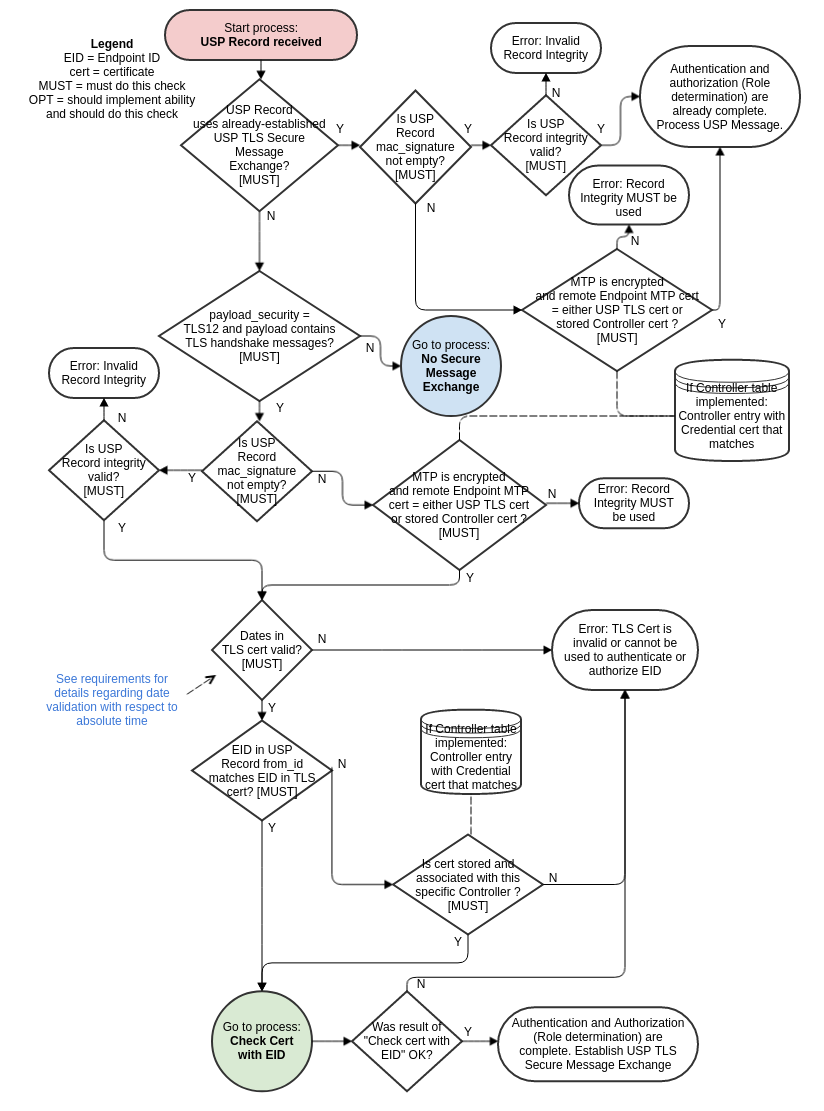 Start process:
USP Record received
Legend
EID = Endpoint ID
cert = certificate
MUST = must do this check
OPT = should implement ability
and should do this check
USP Record
uses already-established
USP TLS Secure
Message
Exchange?
[MUST]
Y
N
Is USP
Record
mac_signature
not empty?
[MUST]
Y
N
Error: Invalid
Record Integrity
N
Is USP
Record integrity
valid?
[MUST]
Y
Authentication and
authorization (Role
determination) are
already complete.
Process USP Message.
Error: Record
Integrity MUST be
used
N
MTP is encrypted
and remote Endpoint MTP cert
= either USP TLS cert or
stored Controller cert ?
[MUST]
Y
payload_security =
TLS12 and payload contains
TLS handshake messages?
[MUST]
N
Y
Go to process:
No Secure
Message
Exchange
If Controller table
implemented:
Controller entry with
Credential cert that
matches
Error: Invalid
Record Integrity
N
Is USP
Record integrity
valid?
[MUST]
Y
Y
Is USP
Record
mac_signature
not empty?
[MUST]
N
MTP is encrypted
and remote Endpoint MTP
cert = either USP TLS cert
or stored Controller cert ?
[MUST]
N
Y
Error: Record
Integrity MUST
be used
Dates in
TLS cert valid?
[MUST]
N
Y
Error: TLS Cert is
invalid or cannot be
used to authenticate or
authorize EID
See requirements for
details regarding date
validation with respect to
absolute time
EID in USP
Record from_id
matches EID in TLS
cert? [MUST]
N
Y
If Controller table
implemented:
Controller entry
with Credential
cert that matches
Is cert stored and
associated with this
specific Controller ?
[MUST]
N
Y
Go to process:
Check Cert
with EID
N
Was result of
"Check cert with
EID" OK?
Y
Authentication and Authorization
(Role determination) are
complete. Establish USP TLS
Secure Message Exchange